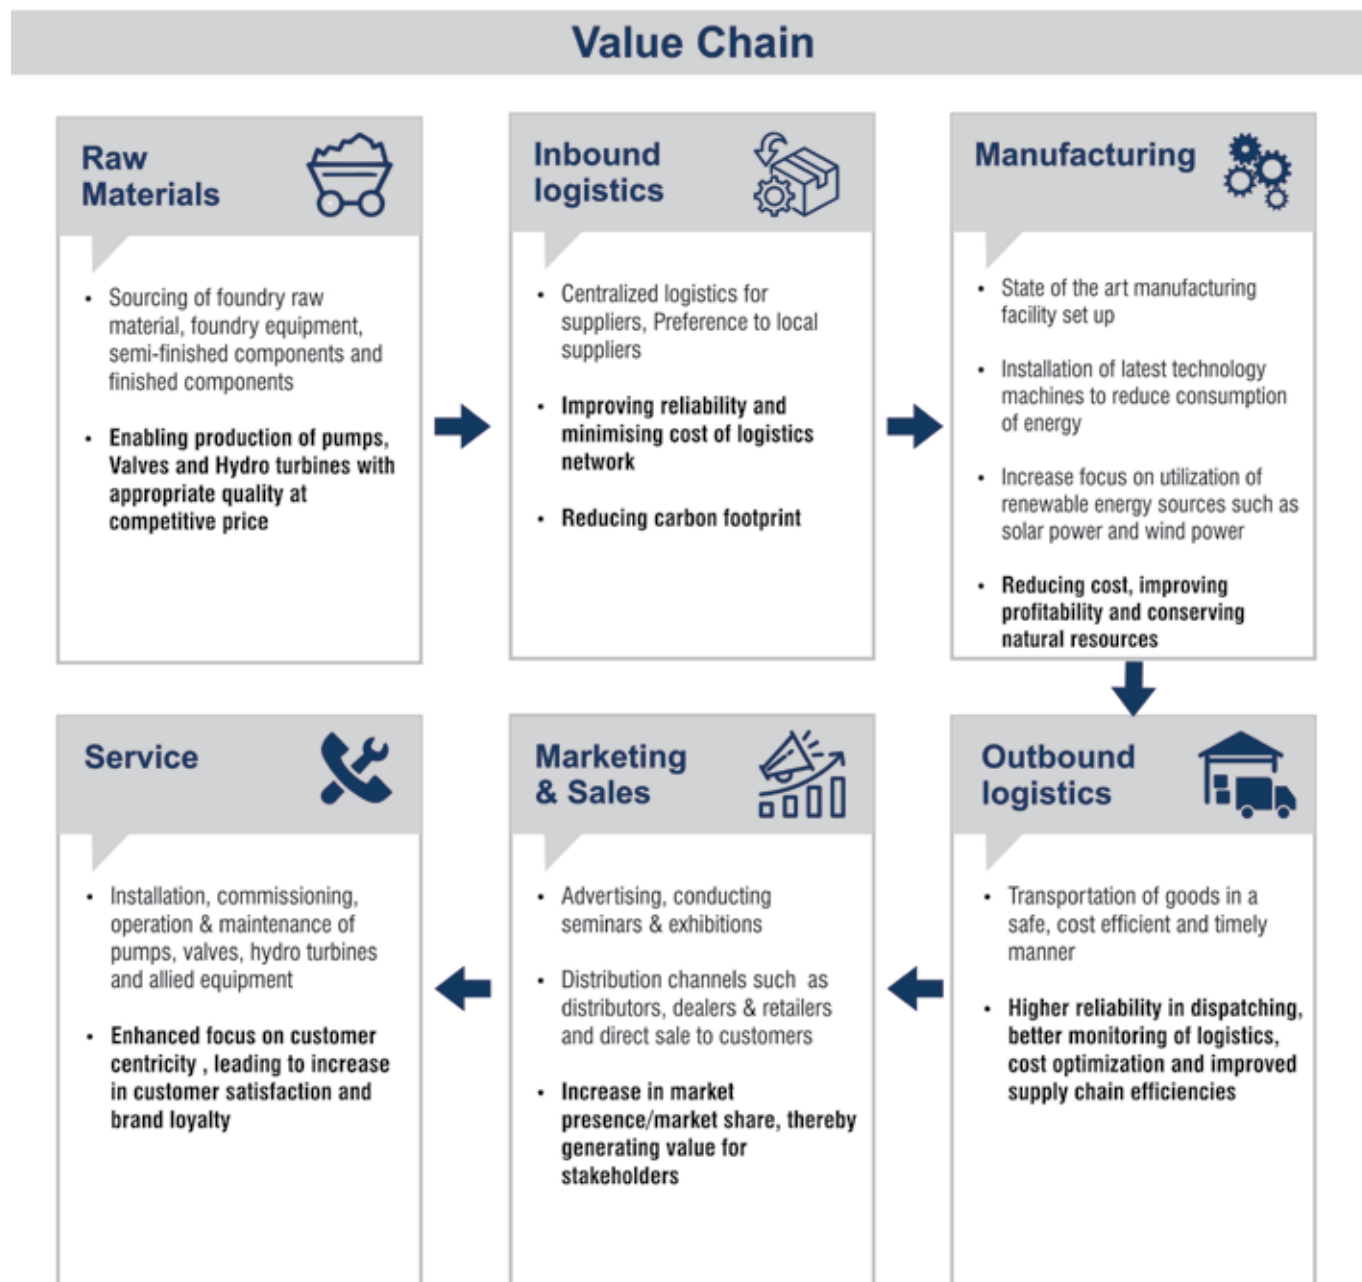 Value Chain
Raw
Materials
• Sourcing of foundry raw
material, foundry equipment,
semi-finished components and
finished components
• Enabling production of pumps,
Valves and Hydro turbines with
appropriate quality at
competitive price
Inbound
logistics
• Centralized logistics for
suppliers, Preference to local
suppliers
• Improving reliability and
minimising cost of logistics
network
• Reducing carbon footprint
Manufacturing
• State of the art manufacturing
facility set up
• Installation of latest technology
machines to reduce consumption
of energy
• Increase focus on utilization of
renewable energy sources such as
solar power and wind power
• Reducing cost, improving
profitability and conserving
natural resources
Outbound
logistics
• Transportation of goods in a
safe, cost efficient and timely
manner
• Higher reliability in dispatching,
better monitoring of logistics,
cost optimization and improved
supply chain efficiencies
Marketing
& Sales
• Advertising, conducting
seminars & exhibitions
• Distribution channels such as
distributors, dealers & retailers
and direct sale to customers
• Increase in market
presence/market share, thereby
generating value for
stakeholders
Service
• Installation, commissioning,
operation & maintenance of
pumps, valves, hydro turbines
and allied equipment
• Enhanced focus on customer
centricity , leading to increase
in customer satisfaction and
brand loyalty